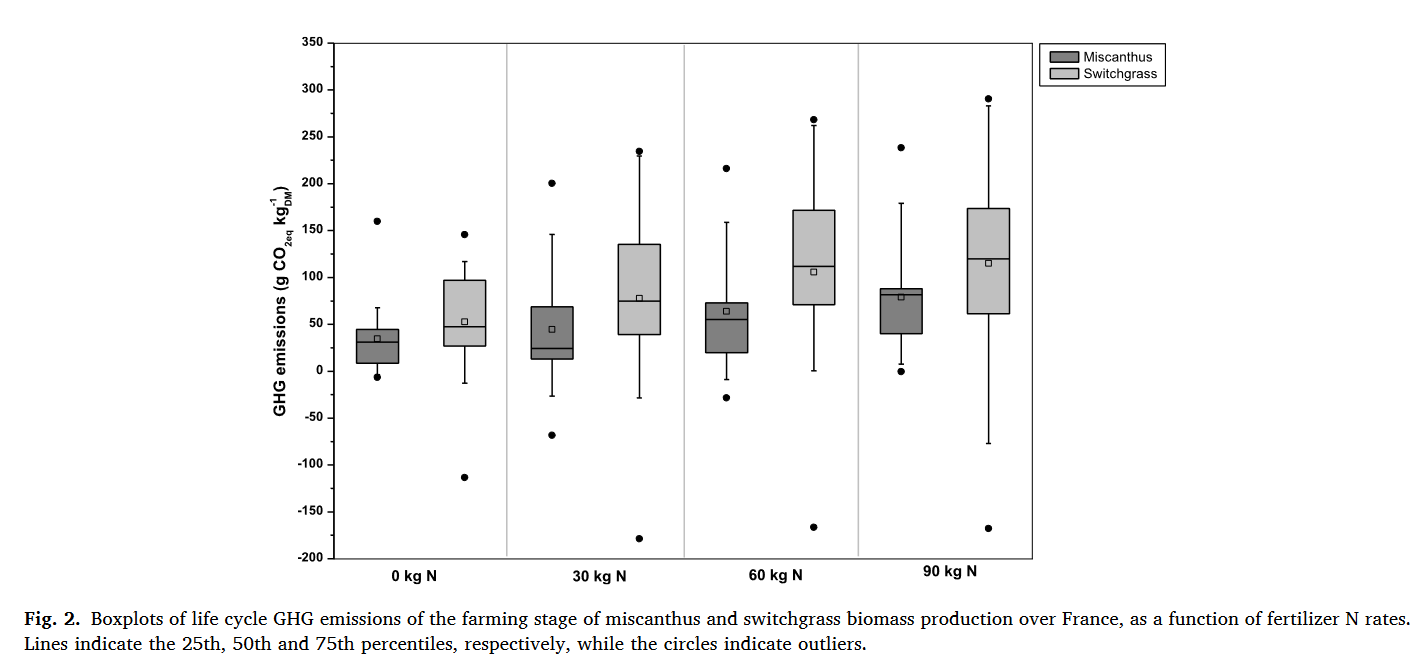 350
300
250
200
150
100
50
0
-50
-100
-150
-200
GHG emissions (g CO2eq kg-1DM)
0 kg N
30 kg N
60 kg N
90 kg N
Miscanthus
Switchgrass
Fig. 2. Boxplots of life cycle GHG emissions of the farming stage of miscanthus and switchgrass biomass production over France, as a function of fertilizer N rates.
Lines indicate the 25th, 50th and 75th percentiles, respectively, while the circles indicate outliers.